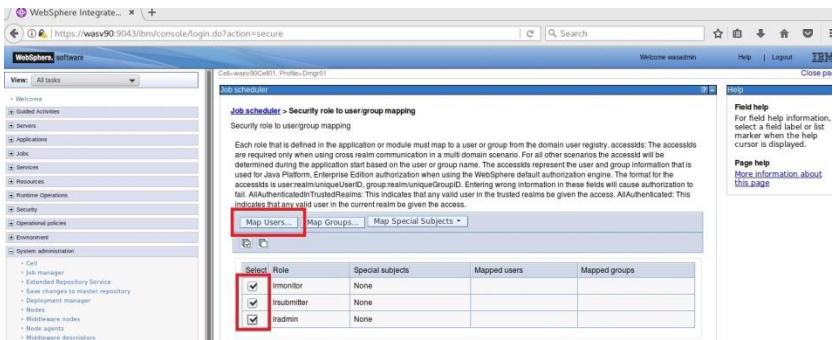 WebSphere Integrate... × +
https://wasv90:9043/ibm/console/login.do?action=secure
Search
WebSphere. software
Welcome wasadmin
Help | Logout
IBM
Cell=wasv90Cell01, Profile=Dmgr01
Close pa
View: All tasks
Welcome
Guided Activities
Servers
Applications
Jobs
Services
Resources
Runtime Operations
Security
Operational policies
Environment
System administration
Cell
Job manager
Extended Repository Service
Save changes to master repository
Deployment manager
Nodes
Middleware nodes
Node agents
Middleware descriptors
Job scheduler
Job scheduler > Security role to user/group mapping
Security role to user/group mapping
Each role that is defined in the application or module must map to a user or group from the domain user registry. accessIds: The accessIds
are required only when using cross realm communication in a multi domain scenario. For all other scenarios the accessId will be
determined during the application start based on the user or group name. The accessIds represent the user and group information that is
used for Java Platform, Enterprise Edition authorization when using the WebSphere default authorization engine. The format for the
accessIds is user:realm/uniqueUserID, group:realm/uniqueGroupID. Entering wrong information in these fields will cause authorization to
fail. AllAuthenticatedInTrustedRealms: This indicates that any valid user in the trusted realms be given the access. AllAuthenticated: This
indicates that any valid user in the current realm be given the access.
Map Users... Map Groups... Map Special Subjects
Select Role Special subjects Mapped users Mapped groups
lrmonitor None
lrsubmitter None
lradmin None
Help
Field help
For field help information,
select a field label or list
marker when the help
cursor is displayed.
Page help
More information about
this page